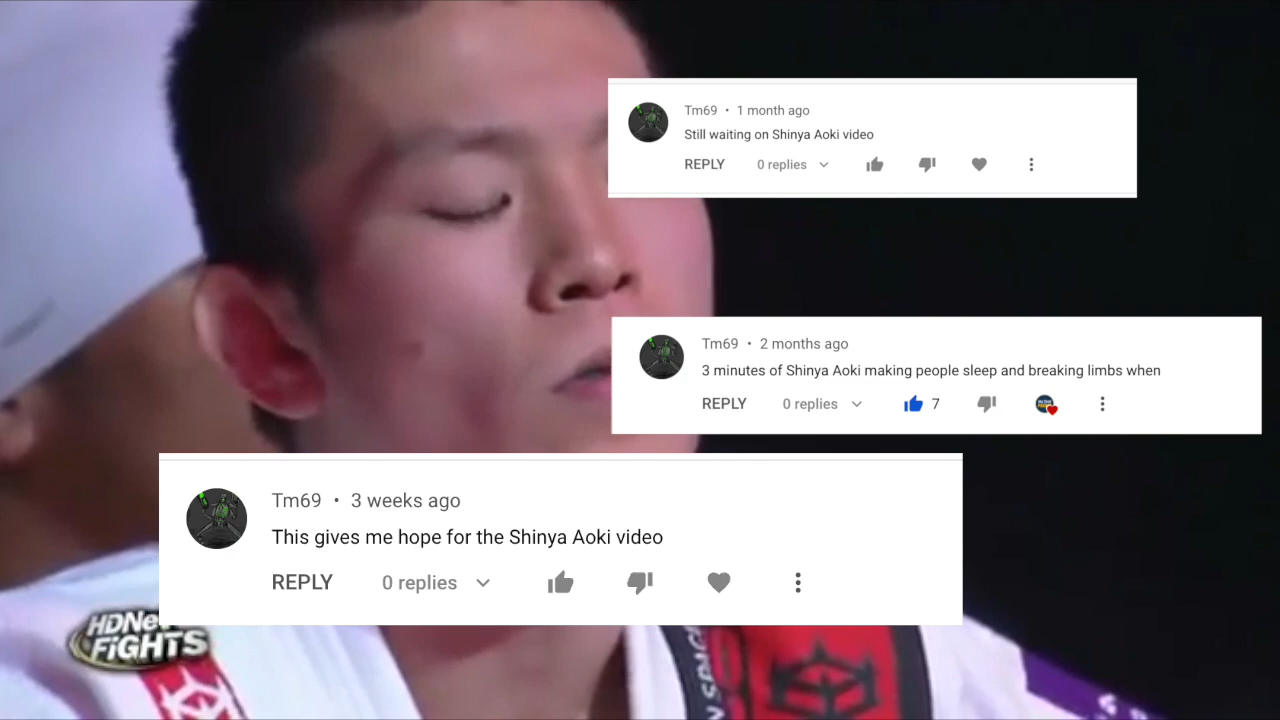 Tm69 • 1 month ago
Still waiting on Shinya Aoki video
REPLY 0 replies
Tm69 • 2 months ago
3 minutes of Shinya Aoki making people sleep and breaking limbs when
REPLY 0 replies 7
Tm69 • 3 weeks ago
This gives me hope for the Shinya Aoki video
REPLY 0 replies
HDNe
FiGHTS